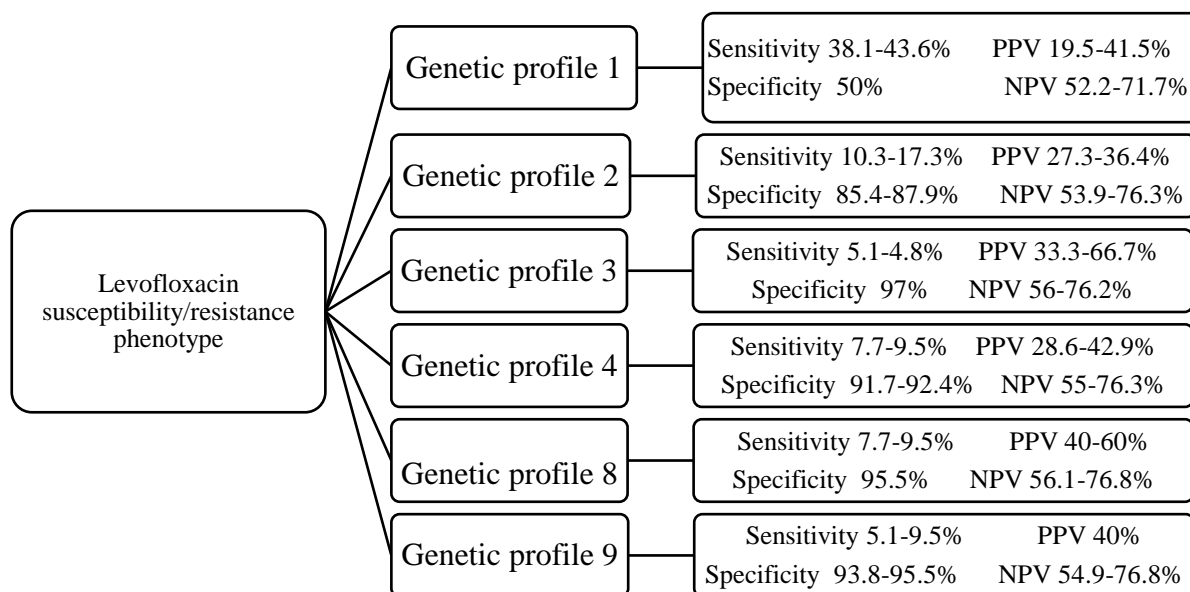 Levofloxacin
susceptibility/resistance
phenotype
Genetic profile 1
Sensitivity 38.1-43.6% PPV 19.5-41.5%
Specificity 50% NPV 52.2-71.7%
Genetic profile 2
Sensitivity 10.3-17.3% PPV 27.3-36.4%
Specificity 85.4-87.9% NPV 53.9-76.3%
Genetic profile 3
Sensitivity 5.1-4.8% PPV 33.3-66.7%
Specificity 97% NPV 56-76.2%
Genetic profile 4
Sensitivity 7.7-9.5% PPV 28.6-42.9%
Specificity 91.7-92.4% NPV 55-76.3%
Genetic profile 8
Sensitivity 7.7-9.5% PPV 40-60%
Specificity 95.5% NPV 56.1-76.8%
Genetic profile 9
Sensitivity 5.1-9.5% PPV 40%
Specificity 93.8-95.5% NPV 54.9-76.8%